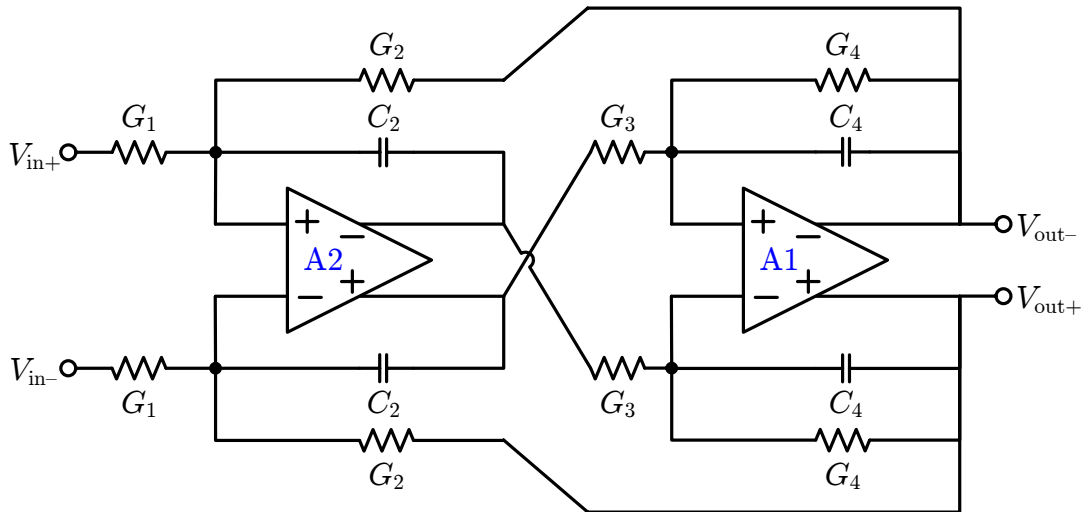 G₂ G₄
G₁ C₂ G₃ C₄
Vin+
+ − + − Vout–
A2 A1
− + − + Vout+
Vin–
G₁ C₂ G₃ C₄
G₂ G₄